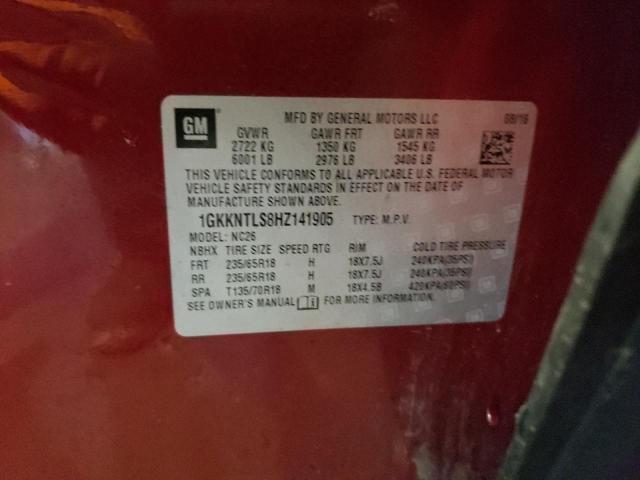 GM
MFD BY GENERAL MOTORS LLC 08/16
GVWR GAWR FRT GAWR RR
2722 KG 1350 KG 1545 KG
6001 LB 2976 LB 3406 LB
THIS VEHICLE CONFORMS TO ALL APPLICABLE U.S. FEDERAL MOTOR
VEHICLE SAFETY STANDARDS IN EFFECT ON THE DATE OF
MANUFACTURE SHOWN ABOVE.
1GKKNTLS8HZ141905 TYPE: M.P.V.
MODEL: NC26
NBHX TIRE SIZE SPEED RTG RIM COLD TIRE PRESSURE
FRT 235/65R18 H 18X7.5J 240KPA(35PSI)
RR 235/65R18 H 18X7.5J 240KPA(35PSI)
SPA T135/70R18 M 18X4.5B 420KPA(60PSI)
SEE OWNER'S MANUAL FOR MORE INFORMATION.